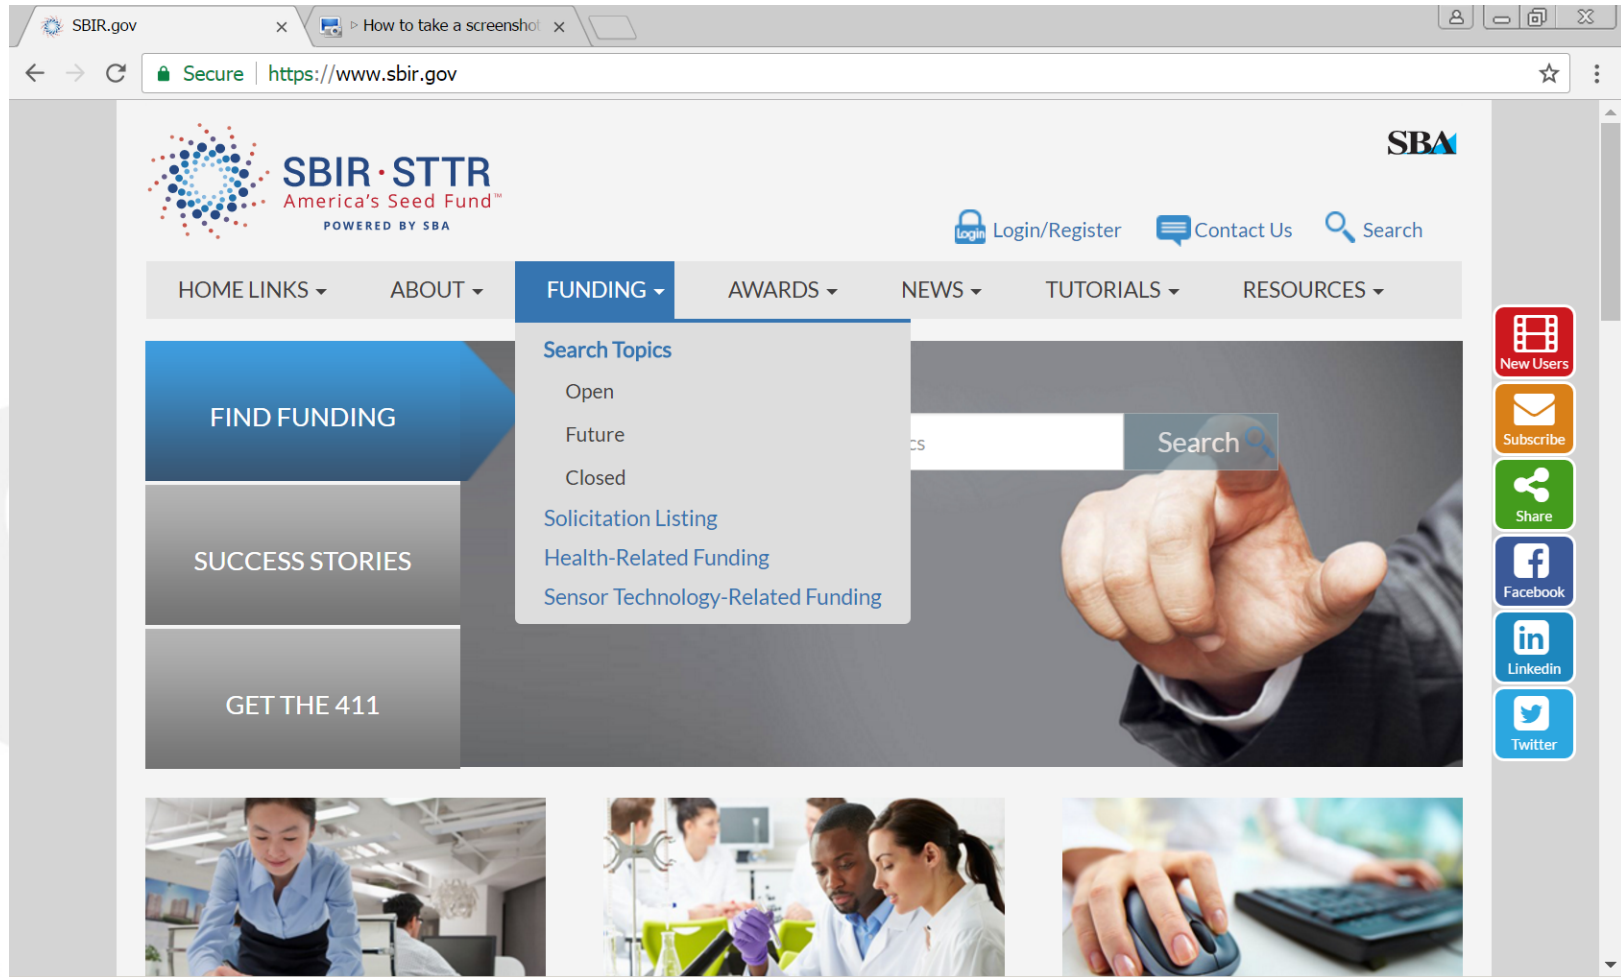 SBIR.gov
How to take a screenshot
Secure https://www.sbir.gov
SBIR · STTR
America's Seed Fund™
POWERED BY SBA
SBA
login Login/Register Contact Us Search
HOME LINKS ABOUT FUNDING AWARDS NEWS TUTORIALS RESOURCES
Search Topics
Open
Future
Closed
Solicitation Listing
Health-Related Funding
Sensor Technology-Related Funding
FIND FUNDING
SUCCESS STORIES
GET THE 411
cs
Search
New Users
Subscribe
Share
Facebook
in
Linkedin
Twitter